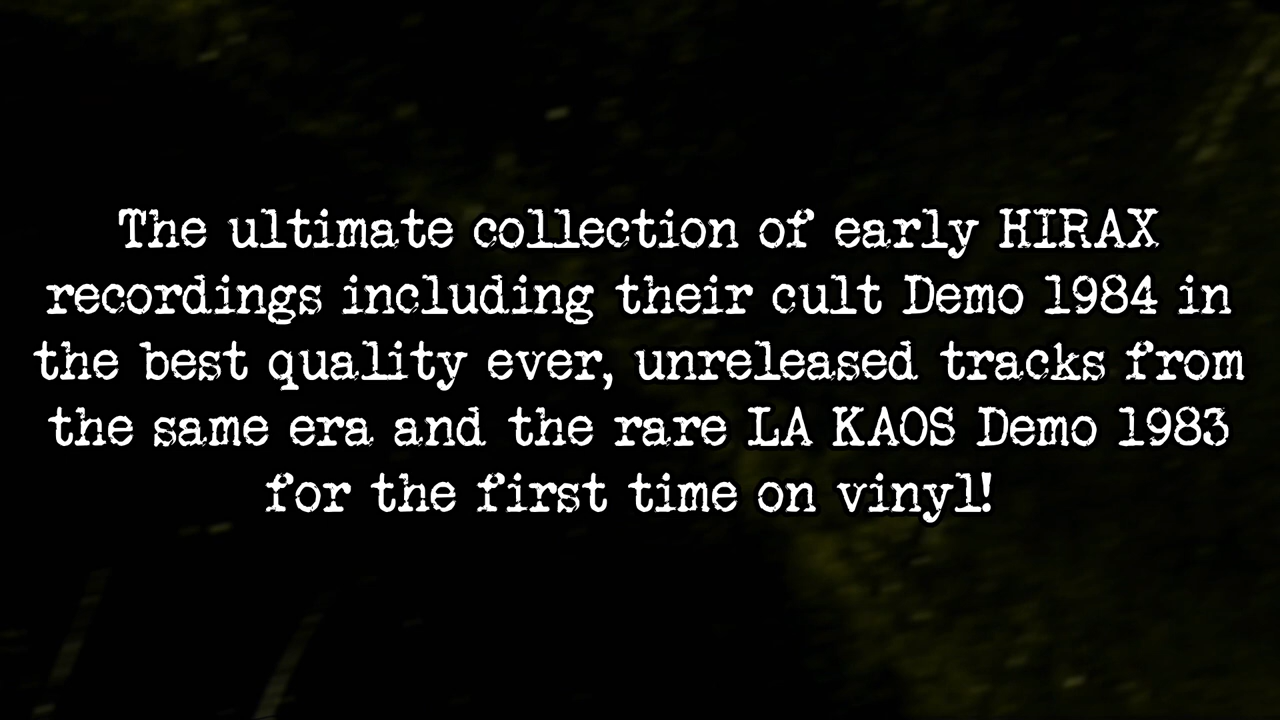 The ultimate collection of early HIRAX
recordings including their cult Demo 1984 in
the best quality ever, unreleased tracks from
the same era and the rare LA KAOS Demo 1983
for the first time on vinyl!